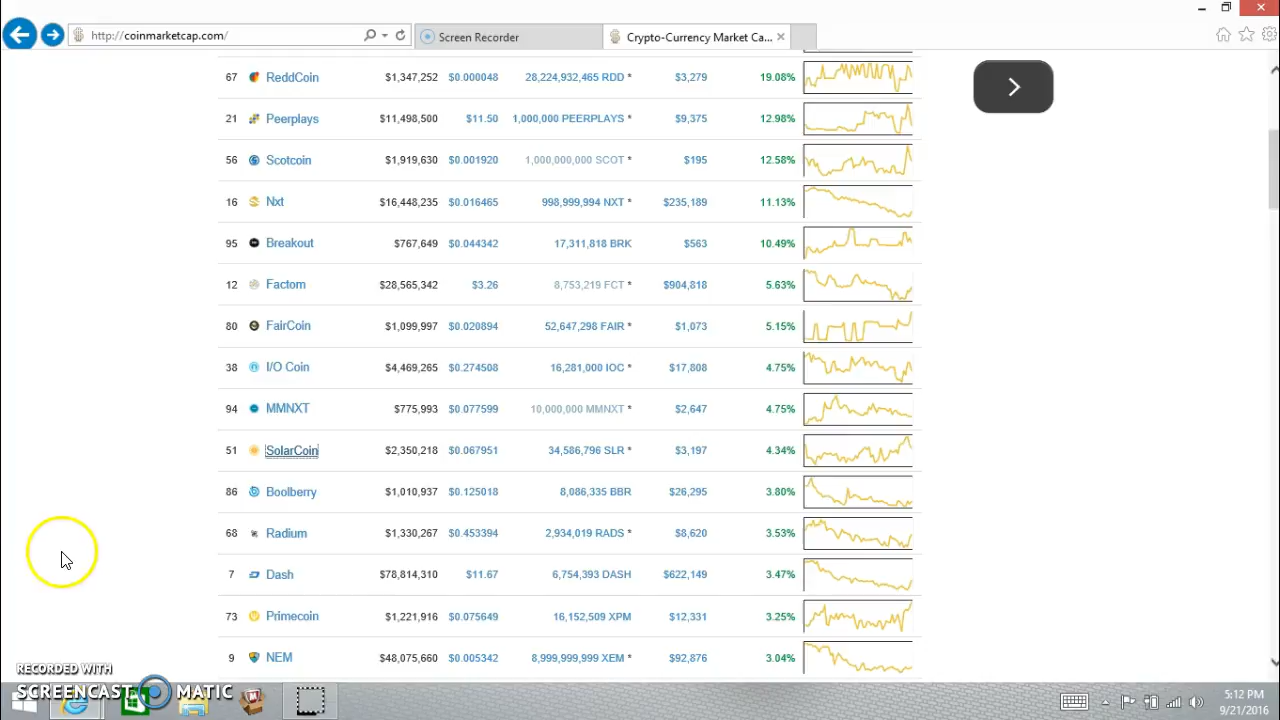 http://coinmarketcap.com/
Screen Recorder
Crypto-Currency Market Ca...
67 ReddCoin $1,347,252 $0.000048 28,224,932,465 RDD * $3,279 19.08%
21 Peerplays $11,498,500 $11.50 1,000,000 PEERPLAYS * $9,375 12.98%
56 Scotcoin $1,919,630 $0.001920 1,000,000,000 SCOT * $195 12.58%
16 Nxt $16,448,235 $0.016465 998,999,994 NXT * $235,189 11.13%
95 Breakout $767,649 $0.044342 17,311,818 BRK $563 10.49%
12 Factom $28,565,342 $3.26 8,753,219 FCT * $904,818 5.63%
80 FairCoin $1,099,997 $0.020894 52,647,298 FAIR * $1,073 5.15%
38 I/O Coin $4,469,265 $0.274508 16,281,000 IOC * $17,808 4.75%
94 MMNXT $775,993 $0.077599 10,000,000 MMNXT * $2,647 4.75%
51 SolarCoin $2,350,218 $0.067951 34,586,796 SLR * $3,197 4.34%
86 Boolberry $1,010,937 $0.125018 8,086,335 BBR $26,295 3.80%
68 Radium $1,330,267 $0.453394 2,934,019 RADS * $8,620 3.53%
7 Dash $78,814,310 $11.67 6,754,393 DASH $622,149 3.47%
73 Primecoin $1,221,916 $0.075649 16,152,509 XPM $12,331 3.25%
9 NEM $48,075,660 $0.005342 8,999,999,999 XEM * $92,876 3.04%
RECORDED WITH
SCREENCAST MATIC
5:12 PM
9/21/2016